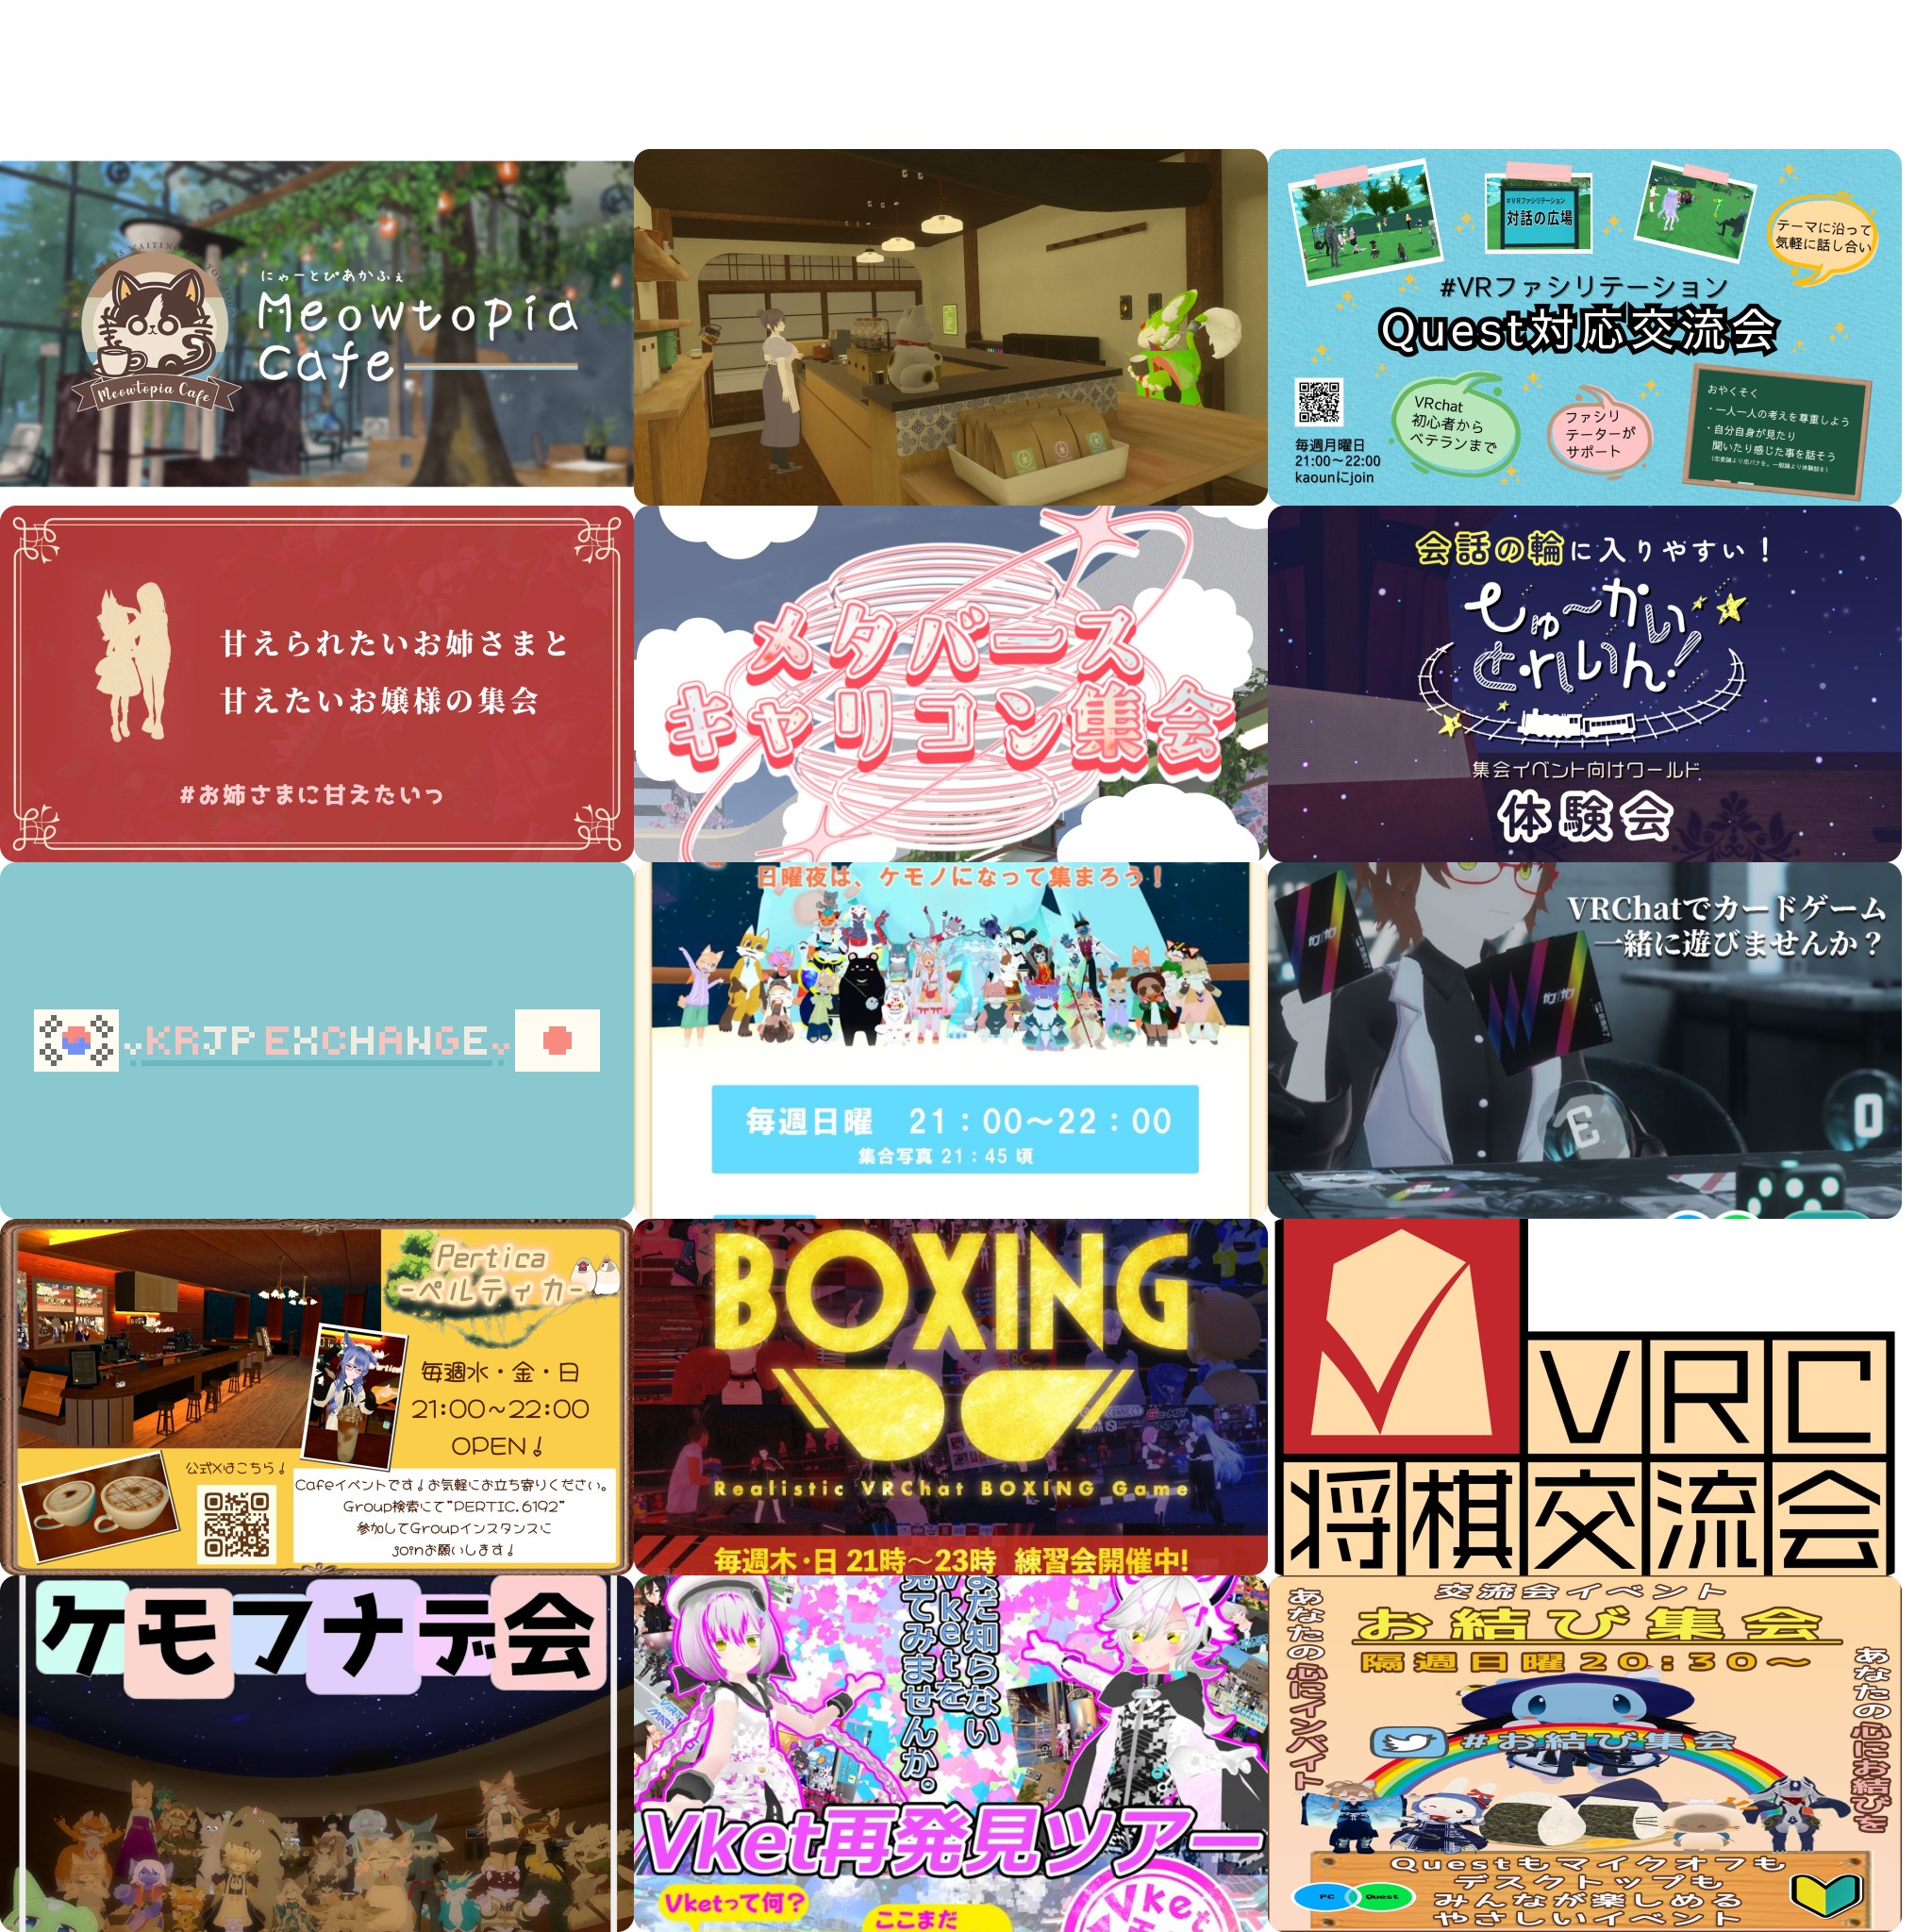 にゃーとぴあかふぇ
Meowtopia
Cafe
Meowtopia Cafe
#VRファシリテーション
対話の広場
テーマに沿って
気軽に話し合い
#VRファシリテーション
Quest対応交流会
毎週月曜日
21:00～22:00
kaounにjoin
VRchat
初心者から
ベテランまで
ファシリ
テーターが
サポート
おやくそく
・一人一人の考えを尊重しよう
・自分自身が見たり
聞いたり感じた事を話そう
甘えられたいお姉さまと
甘えたいお嬢様の集会
#お姉さまに甘えたいっ
メタバース
キャリコン集会
会話の輪に入りやすい！
しゅ〜かい
とれいん!
集会イベント向けワールド
体験会
KRJP EXCHANGE
日曜夜は、ケモノになって集まろう！
毎週日曜 21：00～22：00
集合写真 21：45 頃
VRChatでカードゲーム
一緒に遊びませんか？
Pertica
-ペルティカ-
毎週水・金・日
21:00~22:00
OPEN！
公式Xはこちら！
Cafeイベントです！お気軽にお立ち寄りください。
Group検索にて"PERTIC.6192"
参加してGroupインスタンスに
joinお願いします！
BOXING
Realistic VRChat BOXING Game
毎週木・日 21時～23時 練習会開催中!
VRC
将棋交流会
ケモフナデ会
まだ知らない
Vketを
見てみませんか。
Vket再発見ツアー
Vketって何？
ここまだ
Vket
交流会イベント
お結び集会
隔週日曜20:30～
あなたの心にインバイト
あなたの心にお結びを
#お結び集会
Questもマイクオフも
デスクトップも
みんなが楽しめる
やさしいイベント
PC
Quest